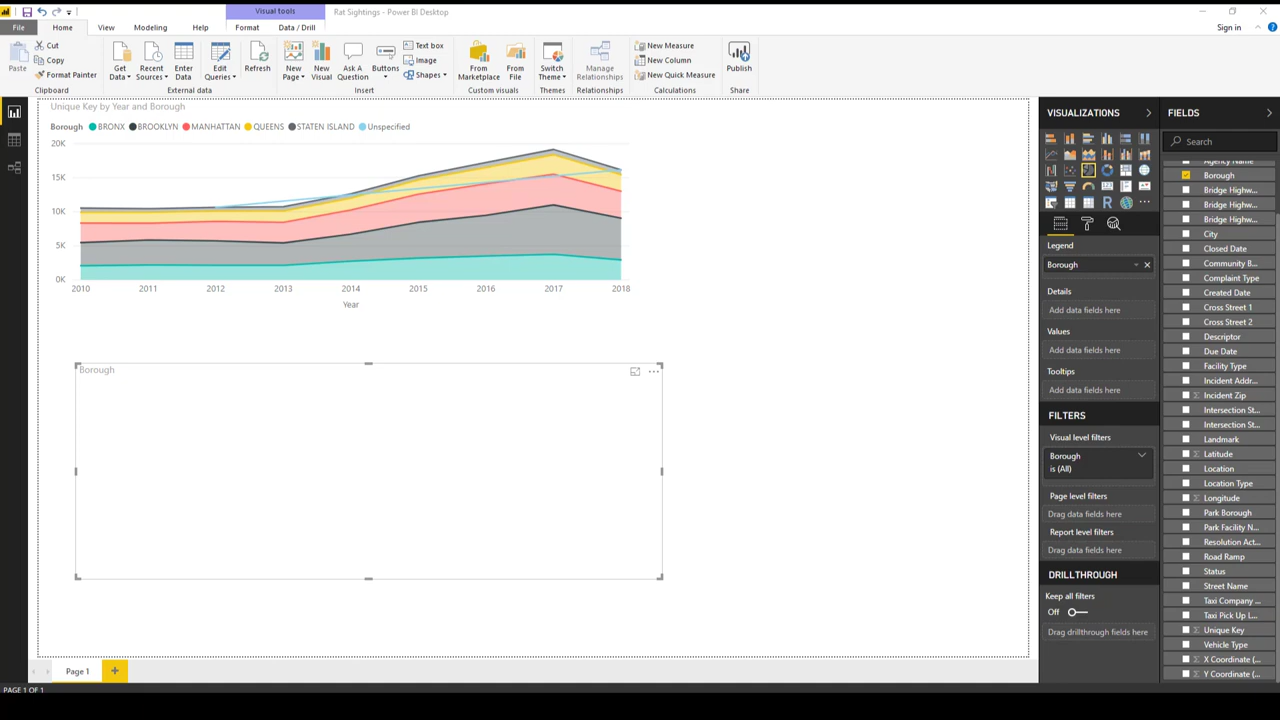 Visual tools
Rat Sightings - Power BI Desktop
File
Home
View
Modeling
Help
Format
Data / Drill
Sign in
Paste
Cut
Copy
Format Painter
Clipboard
Get Data
Recent Sources
Enter Data
Edit Queries
Refresh
External data
New Page
New Visual
Ask A Question
Buttons
Text box
Image
Shapes
Insert
From Marketplace
From File
Custom visuals
Switch Theme
Themes
Manage Relationships
Relationships
New Measure
New Column
New Quick Measure
Calculations
Publish
Share
Unique Key by Year and Borough
Borough BRONX BROOKLYN MANHATTAN QUEENS STATEN ISLAND Unspecified
20K
15K
10K
5K
0K
2010 2011 2012 2013 2014 2015 2016 2017 2018
Year
Borough
Page 1
PAGE 1 OF 1
VISUALIZATIONS
R
Legend
Borough
Details
Add data fields here
Values
Add data fields here
Tooltips
Add data fields here
FILTERS
Visual level filters
Borough
is (All)
Page level filters
Drag data fields here
Report level filters
Drag data fields here
DRILLTHROUGH
Keep all filters
Off
Drag drillthrough fields here
FIELDS
Search
Agency Name
Borough
Bridge Highw...
Bridge Highw...
Bridge Highw...
City
Closed Date
Community B...
Complaint Type
Created Date
Cross Street 1
Cross Street 2
Descriptor
Due Date
Facility Type
Incident Addr...
Σ Incident Zip
Intersection St...
Intersection St...
Landmark
Σ Latitude
Location
Location Type
Σ Longitude
Park Borough
Park Facility N...
Resolution Act...
Road Ramp
Status
Street Name
Taxi Company ...
Taxi Pick Up L...
Σ Unique Key
Vehicle Type
Σ X Coordinate (...
Σ Y Coordinate (...